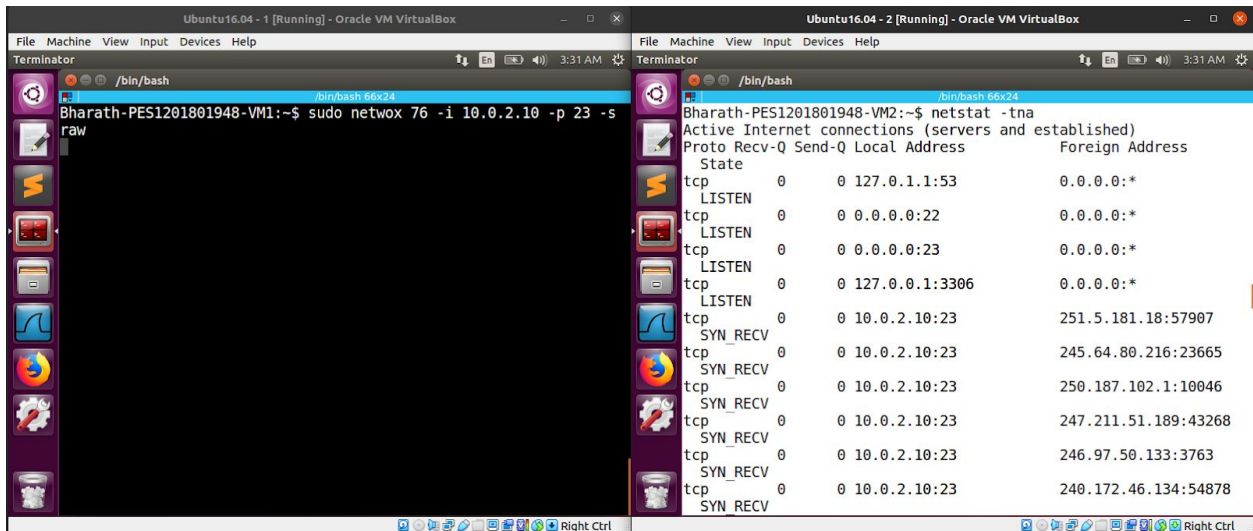 Ubuntu16.04 - 1 [Running] - Oracle VM VirtualBox
File Machine View Input Devices Help
Terminator
En
3:31 AM
/bin/bash
/bin/bash 66x24
Bharath-PES1201801948-VM1:~$ sudo netwox 76 -i 10.0.2.10 -p 23 -s
raw
Right Ctrl
Ubuntu16.04 - 2 [Running] - Oracle VM VirtualBox
File Machine View Input Devices Help
Terminator
En
3:31 AM
/bin/bash
/bin/bash 66x24
Bharath-PES1201801948-VM2:~$ netstat -tna
Active Internet connections (servers and established)
Proto Recv-Q Send-Q Local Address Foreign Address
State
tcp 0 0 127.0.1.1:53 0.0.0.0:*
LISTEN
tcp 0 0 0.0.0.0:22 0.0.0.0:*
LISTEN
tcp 0 0 0.0.0.0:23 0.0.0.0:*
LISTEN
tcp 0 0 127.0.0.1:3306 0.0.0.0:*
LISTEN
tcp 0 0 10.0.2.10:23 251.5.181.18:57907
SYN_RECV
tcp 0 0 10.0.2.10:23 245.64.80.216:23665
SYN_RECV
tcp 0 0 10.0.2.10:23 250.187.102.1:10046
SYN_RECV
tcp 0 0 10.0.2.10:23 247.211.51.189:43268
SYN_RECV
tcp 0 0 10.0.2.10:23 246.97.50.133:3763
SYN_RECV
tcp 0 0 10.0.2.10:23 240.172.46.134:54878
SYN_RECV
Right Ctrl